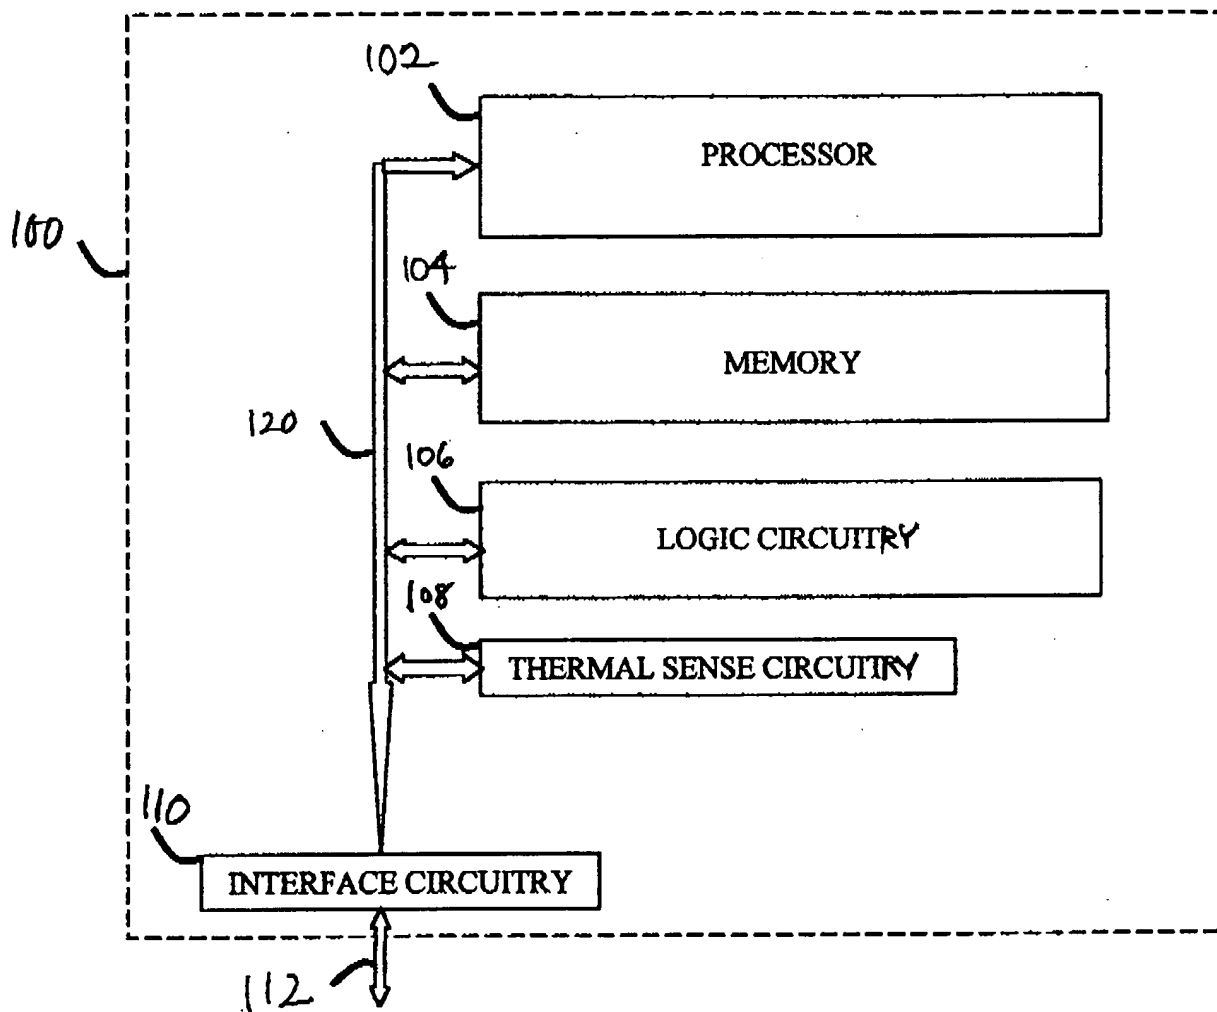 102
PROCESSOR
100
104
MEMORY
120
106
LOGIC CIRCUITRY
108
THERMAL SENSE CIRCUITRY
110
INTERFACE CIRCUITRY
112